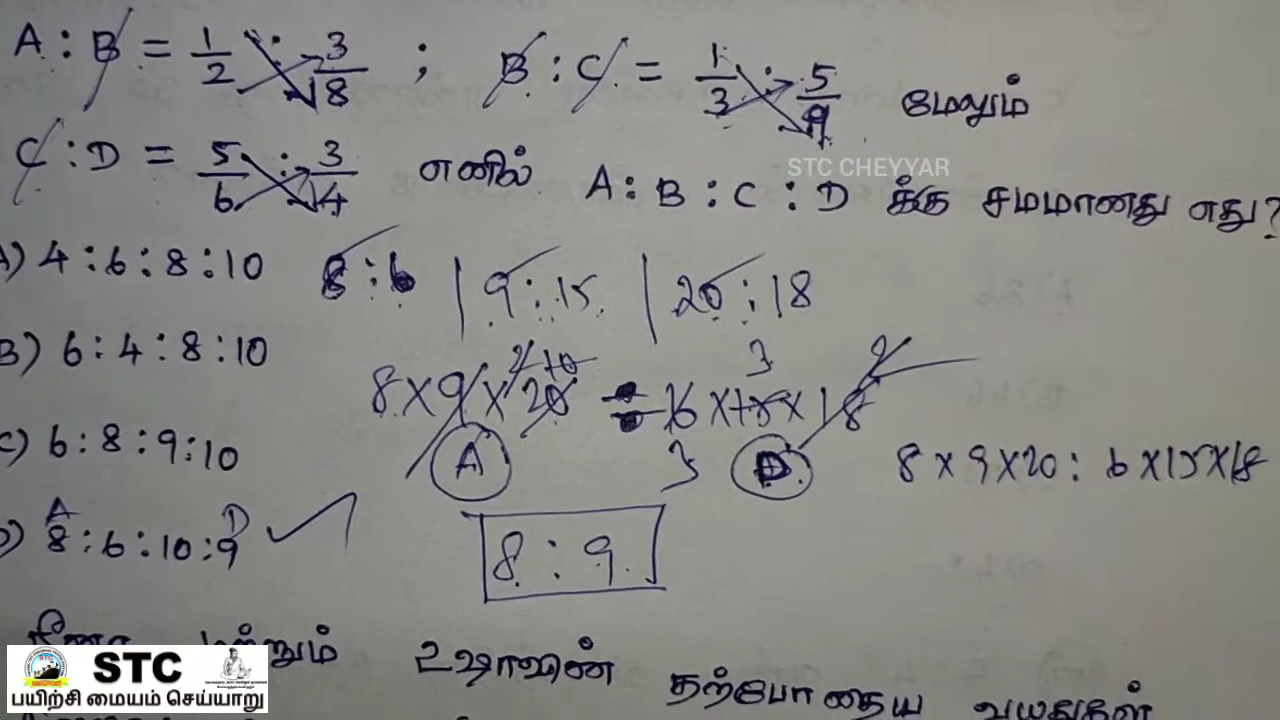 A : B = 1/2 : 3/8 ; B : C = 1/3 : 5/9 மேலும்
C : D = 5/6 : 3/4 எனில் A : B : C : D க்கு சமமானது எது?
STC CHEYYAR
A) 4 : 6 : 8 : 10 8 : 6 | 9 : 15 | 20 : 18
B) 6 : 4 : 8 : 10
8 × 9 × 20 = 6 × 15 × 18
C) 6 : 8 : 9 : 10 A D 8 × 9 × 20 : 6 × 15 × 18
A D
D) 8 : 6 : 10 : 9 8 : 9
மற்றும் உஷாவின் தற்போதைய வயதுகள்
STC
பயிற்சி மையம் செய்யாறு